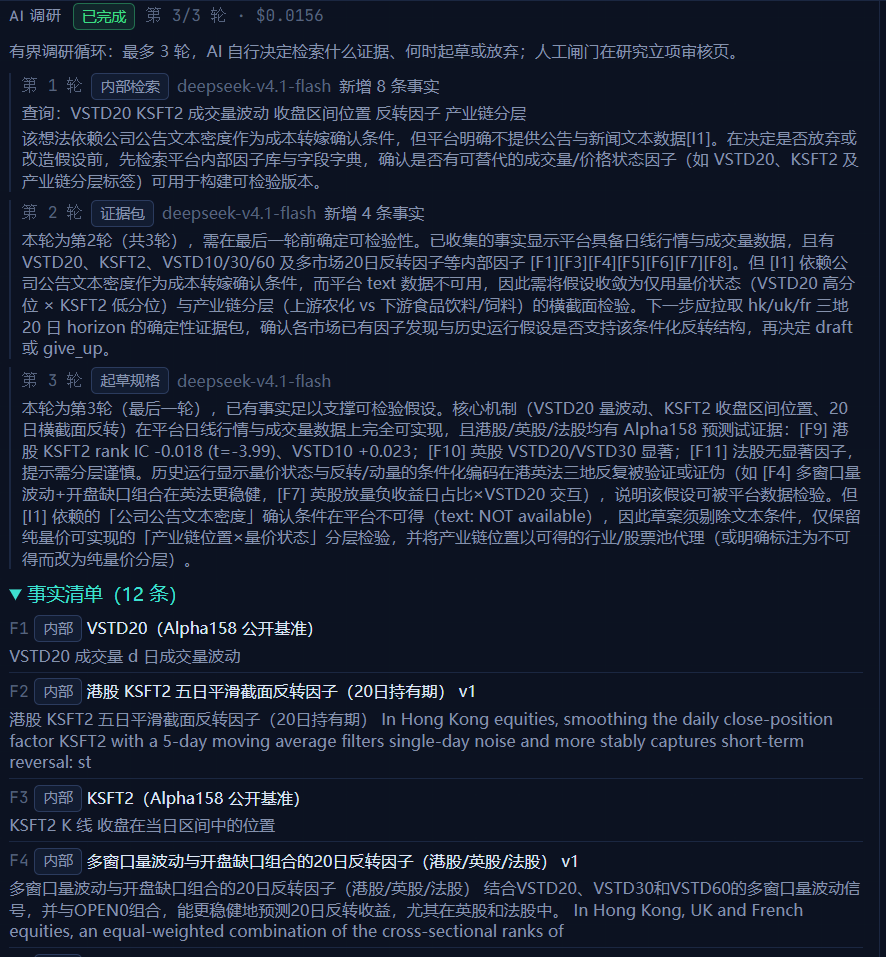 AI 调研 已完成 第 3/3 轮 · $0.0156
有界调研循环：最多 3 轮，AI 自行决定检索什么证据、何时起草或放弃；人工闸门在研究立项审核页。
第 1 轮 内部检索 deepseek-v4.1-flash 新增 8 条事实
查询：VSTD20 KSFT2 成交量波动 收盘区间位置 反转因子 产业链分层
该想法依赖公司公告文本密度作为成本转嫁确认条件，但平台明确不提供公告与新闻文本数据[I1]。在决定是否放弃或
改造假设前，先检索平台内部因子库与字段字典，确认是否有可替代的成交量/价格状态因子（如 VSTD20、KSFT2 及
产业链分层标签）可用于构建可检验版本。
第 2 轮 证据包 deepseek-v4.1-flash 新增 4 条事实
本轮为第2轮（共3轮），需在最后一轮前确定可检验性。已收集的事实显示平台具备日线行情与成交量数据，且有
VSTD20、KSFT2、VSTD10/30/60 及多市场20日反转因子等内部因子 [F1][F3][F4][F5][F6][F7][F8]。但 [I1] 依赖公
司公告文本密度作为成本转嫁确认条件，而平台 text 数据不可用，因此需将假设收敛为仅用量价状态（VSTD20 高分
位 × KSFT2 低分位）与产业链分层（上游农化 vs 下游食品饮料/饲料）的横截面检验。下一步应拉取 hk/uk/fr 三地
20 日 horizon 的确定性证据包，确认各市场已有因子发现与历史运行假设是否支持该条件化反转结构，再决定 draft
或 give_up。
第 3 轮 起草规格 deepseek-v4.1-flash
本轮为第3轮（最后一轮），已有事实足以支撑可检验假设。核心机制（VSTD20 量波动、KSFT2 收盘区间位置、20
日横截面反转）在平台日线行情与成交量数据上完全可实现，且港股/英股/法股均有 Alpha158 预测试证据：[F9] 港
股 KSFT2 rank IC -0.018 (t=-3.99)、VSTD10 +0.023；[F10] 英股 VSTD20/VSTD30 显著；[F11] 法股无显著因子，
提示需分层谨慎。历史运行显示量价状态与反转/动量的条件化编码在港英法三地反复被验证或证伪（如 [F4] 多窗口量
波动+开盘缺口组合在英法更稳健，[F7] 英股放量负收益日占比×VSTD20 交互），说明该假设可被平台数据检验。但
[I1] 依赖的「公司公告文本密度」确认条件在平台不可得（text: NOT available），因此草案须剔除文本条件，仅保留
纯量价可实现的「产业链位置×量价状态」分层检验，并将产业链位置以可得的行业/股票池代理（或明确标注为不可
得而改为纯量价分层）。
▼ 事实清单（12 条）
F1 内部 VSTD20（Alpha158 公开基准）
VSTD20 成交量 d 日成交量波动
F2 内部 港股 KSFT2 五日平滑截面反转因子（20日持有期） v1
港股 KSFT2 五日平滑截面反转因子（20日持有期） In Hong Kong equities, smoothing the daily close-position
factor KSFT2 with a 5-day moving average filters single-day noise and more stably captures short-term
reversal: st
F3 内部 KSFT2（Alpha158 公开基准）
KSFT2 K 线 收盘在当日区间中的位置
F4 内部 多窗口量波动与开盘缺口组合的20日反转因子（港股/英股/法股） v1
多窗口量波动与开盘缺口组合的20日反转因子（港股/英股/法股） 结合VSTD20、VSTD30和VSTD60的多窗口量波动信
号，并与OPEN0组合，能更稳健地预测20日反转收益，尤其在英股和法股中。 In Hong Kong, UK and French
equities, an equal-weighted combination of the cross-sectional ranks of